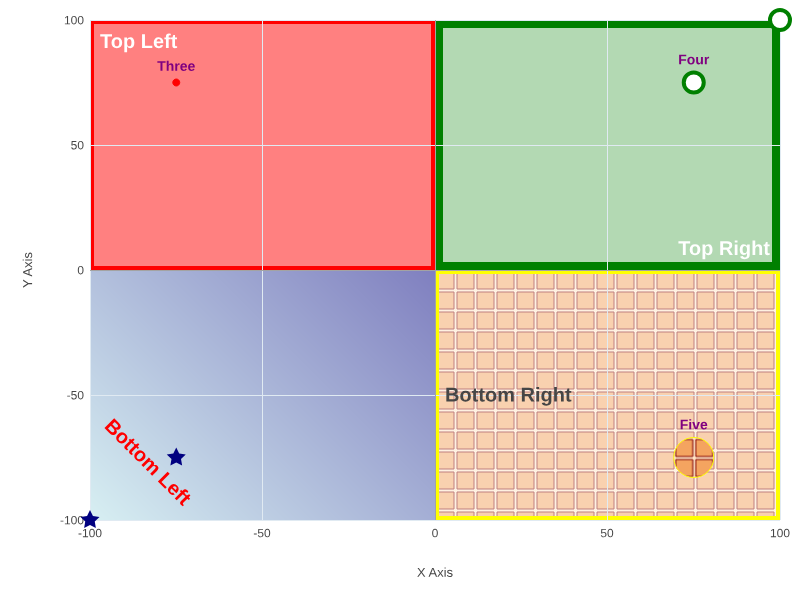 100
Top Left
Three
Four
50
Top Right
0
Y Axis
-50
Bottom Right
Bottom Left
Five
-100
-100
-50
0
50
100
X Axis